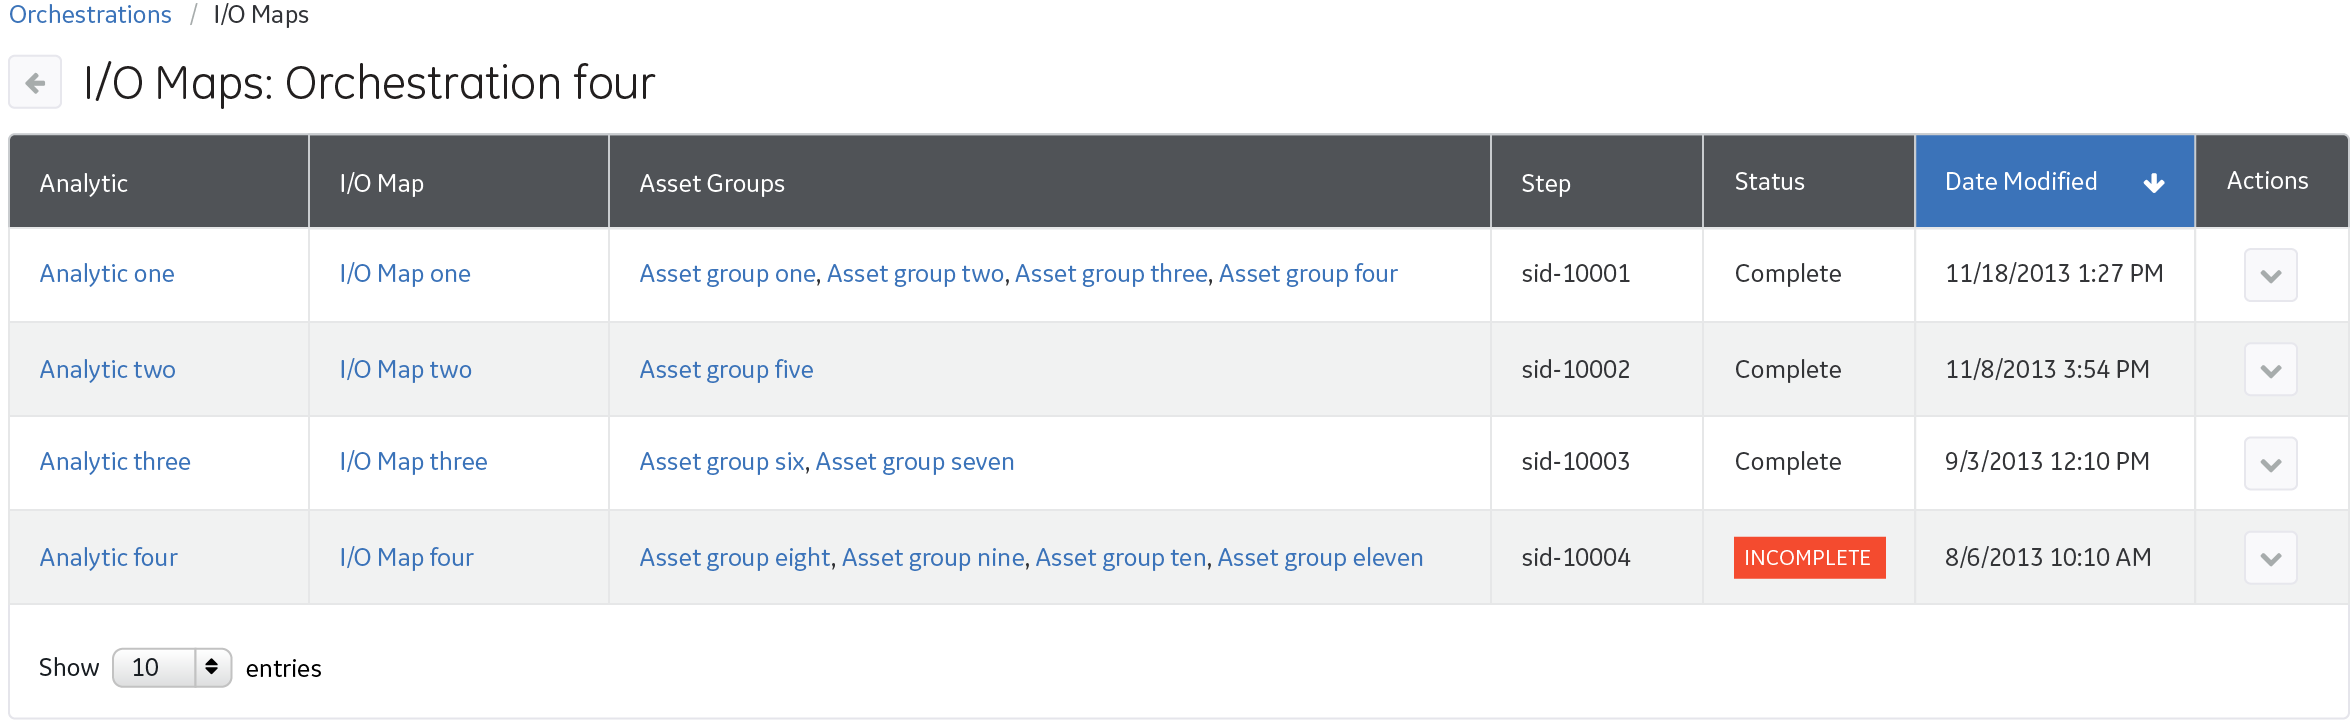 Orchestrations / I/O Maps
I/O Maps: Orchestration four
Analytic I/O Map Asset Groups Step Status Date Modified Actions
Analytic one I/O Map one Asset group one, Asset group two, Asset group three, Asset group four sid-10001 Complete 11/18/2013 1:27 PM
Analytic two I/O Map two Asset group five sid-10002 Complete 11/8/2013 3:54 PM
Analytic three I/O Map three Asset group six, Asset group seven sid-10003 Complete 9/3/2013 12:10 PM
Analytic four I/O Map four Asset group eight, Asset group nine, Asset group ten, Asset group eleven sid-10004 INCOMPLETE 8/6/2013 10:10 AM
Show 10 entries